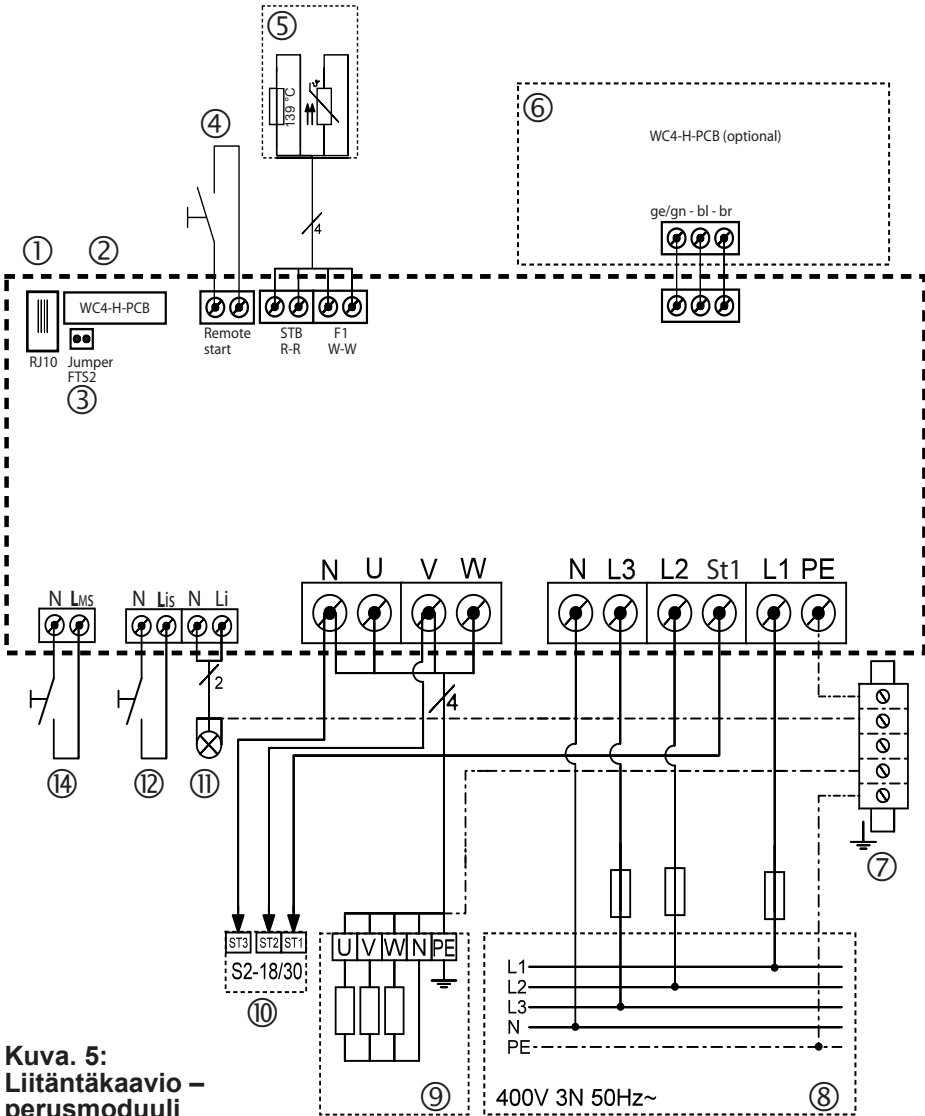 ⑤
139 °C
ϑ
④
4
⑥
WC4-H-PCB (optional)
ge/gn - bl - br
① ②
WC4-H-PCB
RJ10
Jumper
FTS2
③
Remote
start
STB
R-R
F1
W-W
N U V W
N L3 L2 St1 L1 PE
N LMS
N Lis N Li
2
4
⑭ ⑫ ⑪
⑦
ST3 ST2 ST1
S2-18/30
⑩
U V W N PE
⑨
L1
L2
L3
N
PE
400V 3N 50Hz~
⑧
Kuva. 5:
Liitäntäkaavio –
perusmoduuli